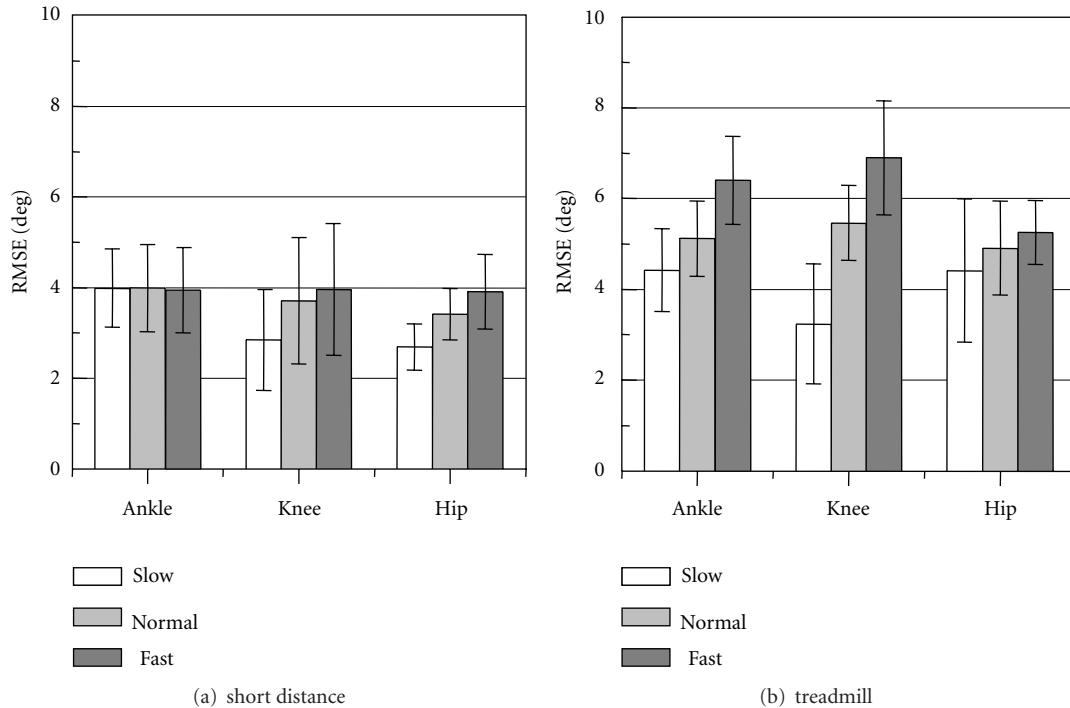 10
8
6
4
2
0
RMSE (deg)
Ankle Knee Hip
Slow
Normal
Fast
(a) short distance
10
8
6
4
2
0
RMSE (deg)
Ankle Knee Hip
Slow
Normal
Fast
(b) treadmill